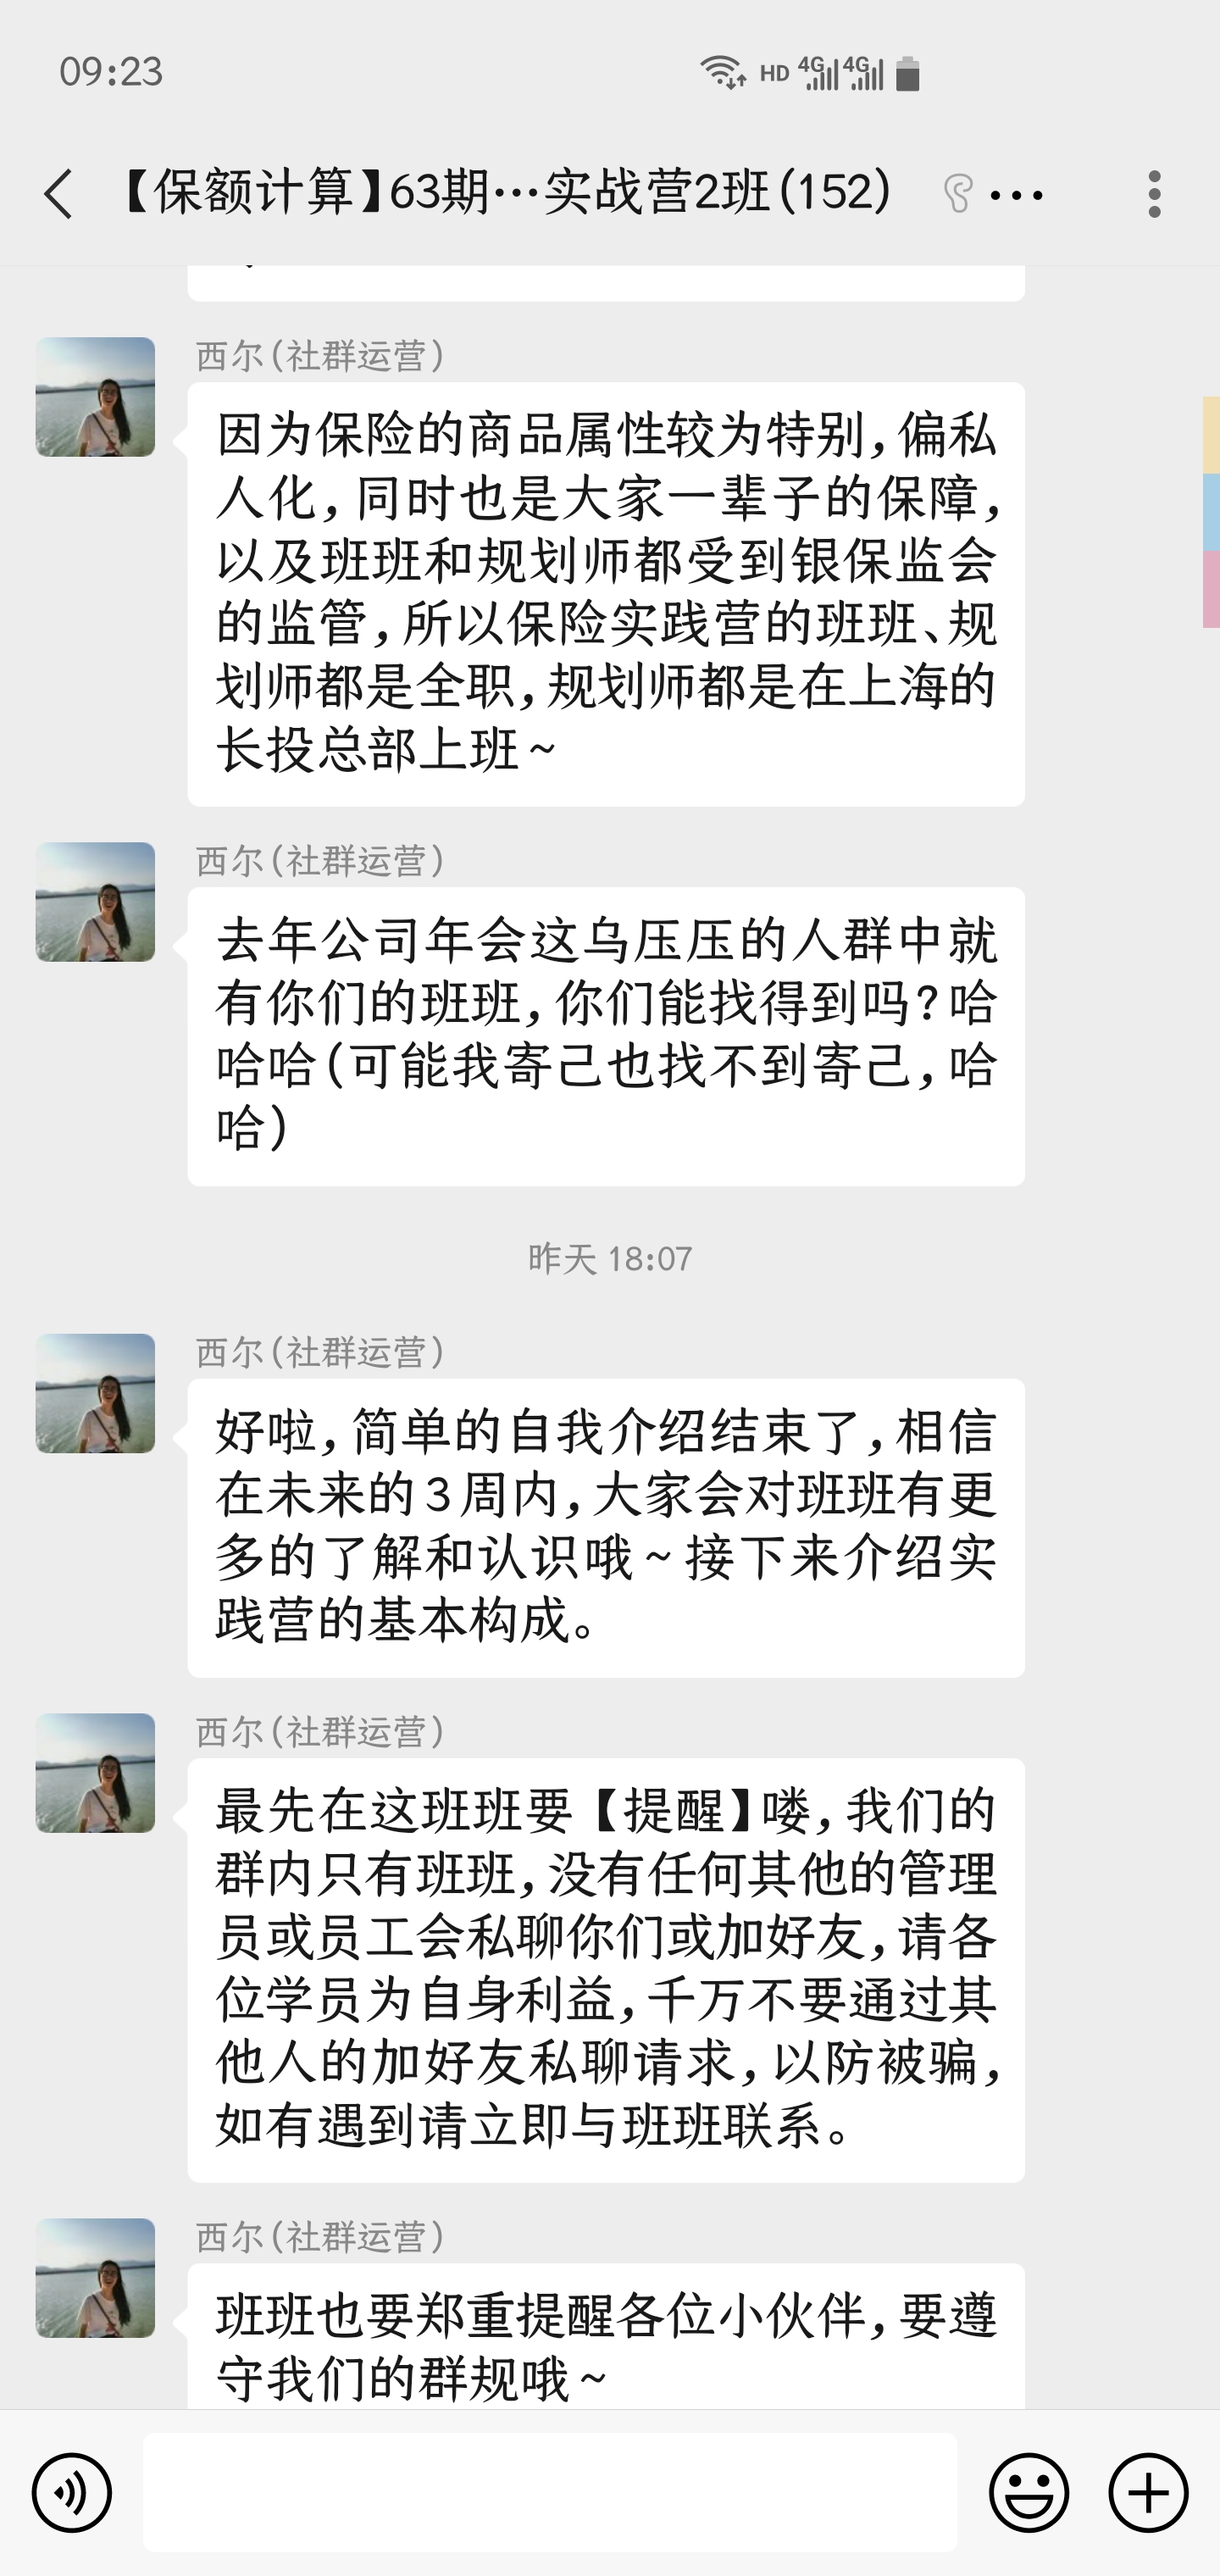 09:23
HD 4G 4G
【保额计算】63期…实战营2班(152)
西尔(社群运营)
因为保险的商品属性较为特别,偏私
人化,同时也是大家一辈子的保障,
以及班班和规划师都受到银保监会
的监管,所以保险实践营的班班、规
划师都是全职,规划师都是在上海的
长投总部上班~
西尔(社群运营)
去年公司年会这乌压压的人群中就
有你们的班班,你们能找得到吗?哈
哈哈(可能我寄己也找不到寄己,哈
哈)
昨天 18:07
西尔(社群运营)
好啦,简单的自我介绍结束了,相信
在未来的3周内,大家会对班班有更
多的了解和认识哦~接下来介绍实
践营的基本构成。
西尔(社群运营)
最先在这班班要【提醒】喽,我们的
群内只有班班,没有任何其他的管理
员或员工会私聊你们或加好友,请各
位学员为自身利益,千万不要通过其
他人的加好友私聊请求,以防被骗,
如有遇到请立即与班班联系。
西尔(社群运营)
班班也要郑重提醒各位小伙伴,要遵
守我们的群规哦~